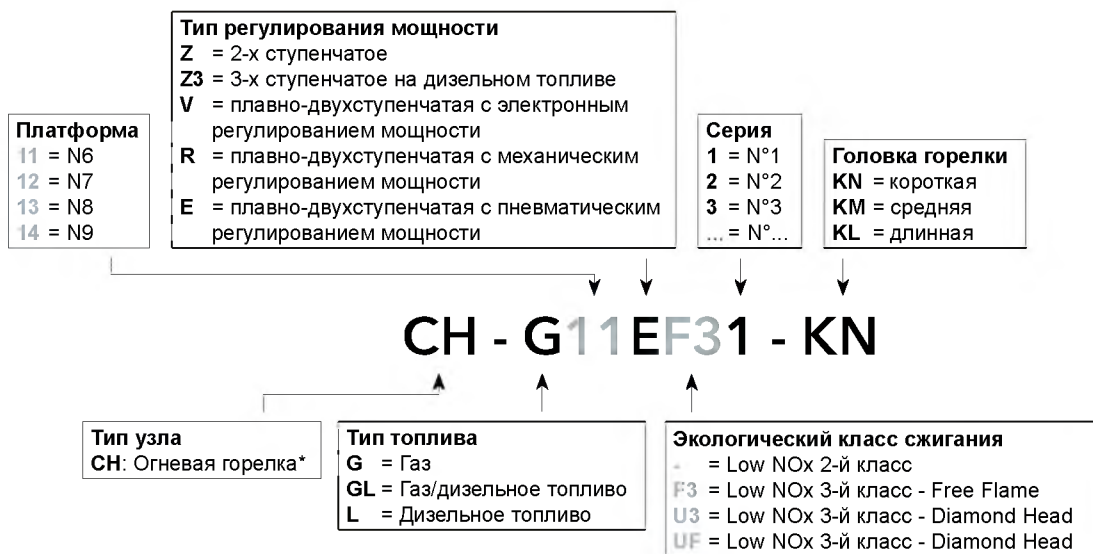 Тип регулирования мощности
Z = 2-х ступенчатое
Z3 = 3-х ступенчатое на дизельном топливе
V = плавно-двухступенчатая с электронным
регулированием мощности
R = плавно-двухступенчатая с механическим
регулированием мощности
E = плавно-двухступенчатая с пневматическим
регулированием мощности
Платформа
11 = N6
12 = N7
13 = N8
14 = N9
Серия
1 = N°1
2 = N°2
3 = N°3
... = N°...
Головка горелки
KN = короткая
KM = средняя
KL = длинная
CH - G11EF31 - KN
Тип узла
CH: Огневая горелка*
Тип топлива
G = Газ
GL = Газ/дизельное топливо
L = Дизельное топливо
Экологический класс сжигания
- = Low NOx 2-й класс
F3 = Low NOx 3-й класс - Free Flame
U3 = Low NOx 3-й класс - Diamond Head
UF = Low NOx 3-й класс - Diamond Head